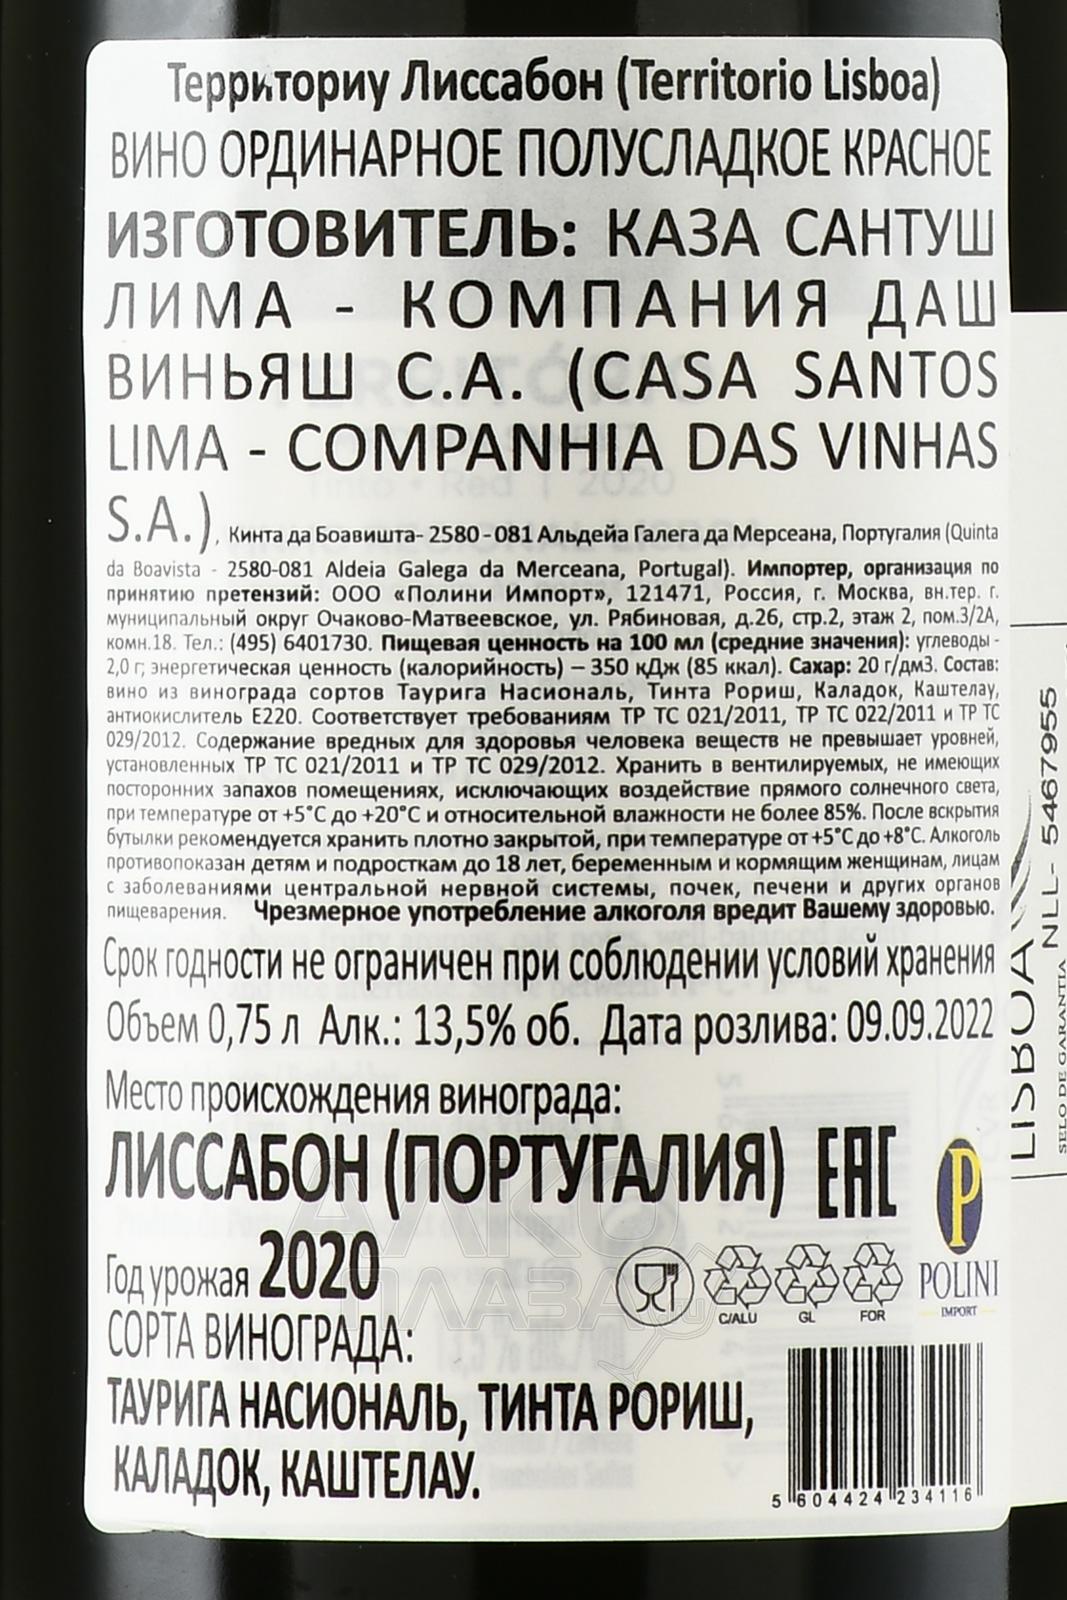 Территориу Лиссабон (Territorio Lisboa)
ВИНО ОРДИНАРНОЕ ПОЛУСЛАДКОЕ КРАСНОЕ
ИЗГОТОВИТЕЛЬ: КАЗА САНТУШ
ЛИМА - КОМПАНИЯ ДАШ
ВИНЬЯШ С.А. (CASA SANTOS
LIMA - COMPANHIA DAS VINHAS
S.A.), Кинта да Боавишта- 2580 - 081 Альдейа Галега да Мерсеана, Португалия (Quinta
da Boavista - 2580-081 Aldeia Galega da Merceana, Portugal). Импортер, организация по
принятию претензий: ООО «Полини Импорт», 121471, Россия, г. Москва, вн.тер. г.
муниципальный округ Очаково-Матвеевское, ул. Рябиновая, д.26, стр.2, этаж 2, пом.3/2А,
комн.18. Тел.: (495) 6401730. Пищевая ценность на 100 мл (средние значения): углеводы -
2,0 г; энергетическая ценность (калорийность) – 350 кДж (85 ккал). Сахар: 20 г/дм3. Состав:
вино из винограда сортов Таурига Насиональ, Тинта Рориш, Каладок, Каштелау,
антиокислитель Е220. Соответствует требованиям ТР ТС 021/2011, ТР ТС 022/2011 и ТР ТС
029/2012. Содержание вредных для здоровья человека веществ не превышает уровней,
установленных ТР ТС 021/2011 и ТР ТС 029/2012. Хранить в вентилируемых, не имеющих
посторонних запахов помещениях, исключающих воздействие прямого солнечного света,
при температуре от +5°С до +20°С и относительной влажности не более 85%. После вскрытия
бутылки рекомендуется хранить плотно закрытой, при температуре от +5°С до +8°С. Алкоголь
противопоказан детям и подросткам до 18 лет, беременным и кормящим женщинам, лицам
с заболеваниями центральной нервной системы, почек, печени и других органов
пищеварения. Чрезмерное употребление алкоголя вредит Вашему здоровью.
Срок годности не ограничен при соблюдении условий хранения
Объем 0,75 л Алк.: 13,5% об. Дата розлива: 09.09.2022
Место происхождения винограда:
ЛИССАБОН (ПОРТУГАЛИЯ) EAC
Год урожая 2020
СОРТА ВИНОГРАДА:
ТАУРИГА НАСИОНАЛЬ, ТИНТА РОРИШ,
КАЛАДОК, КАШТЕЛАУ.
C/ALU GL FOR
P
POLINI
IMPORT
5 604424 234116
LISBOA
NLL- 5467955
SELO DE GARANTIA
АЛКО
ПЛАЗА.ru